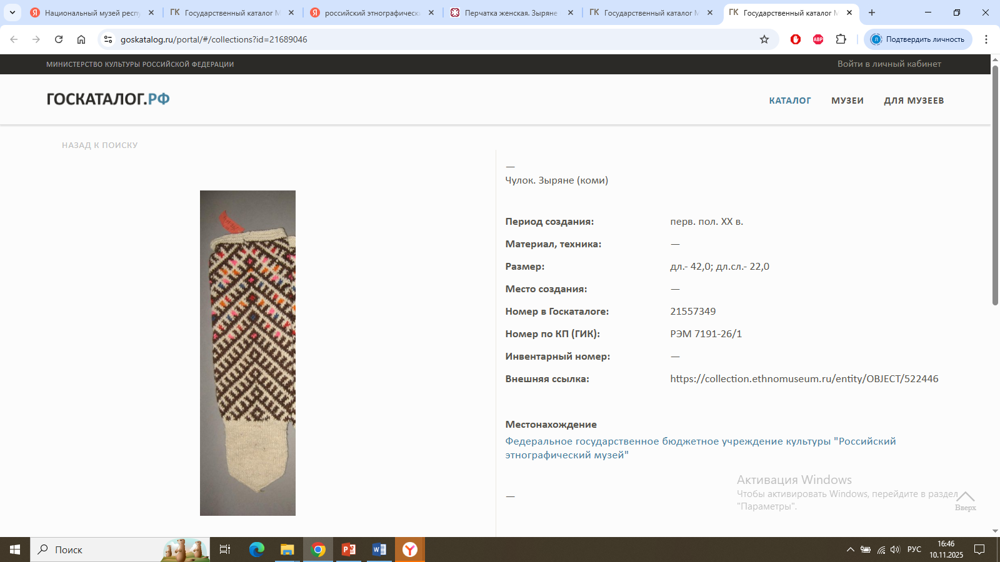 Национальный музей респу
Государственный каталог М
российский этнографически
Перчатка женская. Зыряне
Государственный каталог М
Государственный каталог М
goskatalog.ru/portal/#/collections?id=21689046
ABP
Подтвердить личность
МИНИСТЕРСТВО КУЛЬТУРЫ РОССИЙСКОЙ ФЕДЕРАЦИИ
Войти в личный кабинет
ГОСКАТАЛОГ.РФ
КАТАЛОГ
МУЗЕИ
ДЛЯ МУЗЕЕВ
НАЗАД К ПОИСКУ
—
Чулок. Зыряне (коми)
Период создания: перв. пол. XX в.
Материал, техника: —
Размер: дл.- 42,0; дл.сл.- 22,0
Место создания: —
Номер в Госкаталоге: 21557349
Номер по КП (ГИК): РЭМ 7191-26/1
Инвентарный номер: —
Внешняя ссылка: https://collection.ethnomuseum.ru/entity/OBJECT/522446
Местонахождение
Федеральное государственное бюджетное учреждение культуры "Российский
этнографический музей"
—
Активация Windows
Чтобы активировать Windows, перейдите в раздел
"Параметры".
Вверх
Поиск
РУС
16:46
10.11.2025